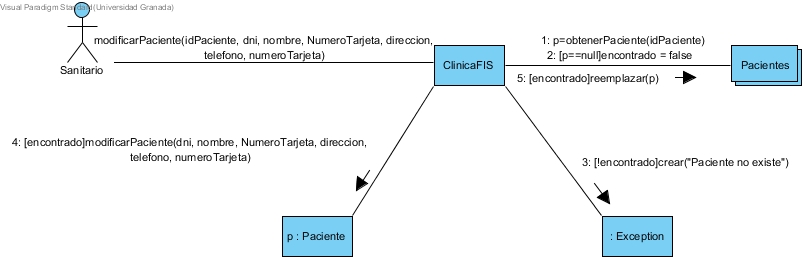 Visual Paradigm Standard(Universidad Granada)
modificarPaciente(idPaciente, dni, nombre, NumeroTarjeta, direccion,
telefono, numeroTarjeta)
Sanitario
ClinicaFIS
1: p=obtenerPaciente(idPaciente)
2: [p==null]encontrado = false
5: [encontrado]reemplazar(p)
Pacientes
4: [encontrado]modificarPaciente(dni, nombre, NumeroTarjeta, direccion,
telefono, numeroTarjeta)
3: [!encontrado]crear("Paciente no existe")
p : Paciente
: Exception